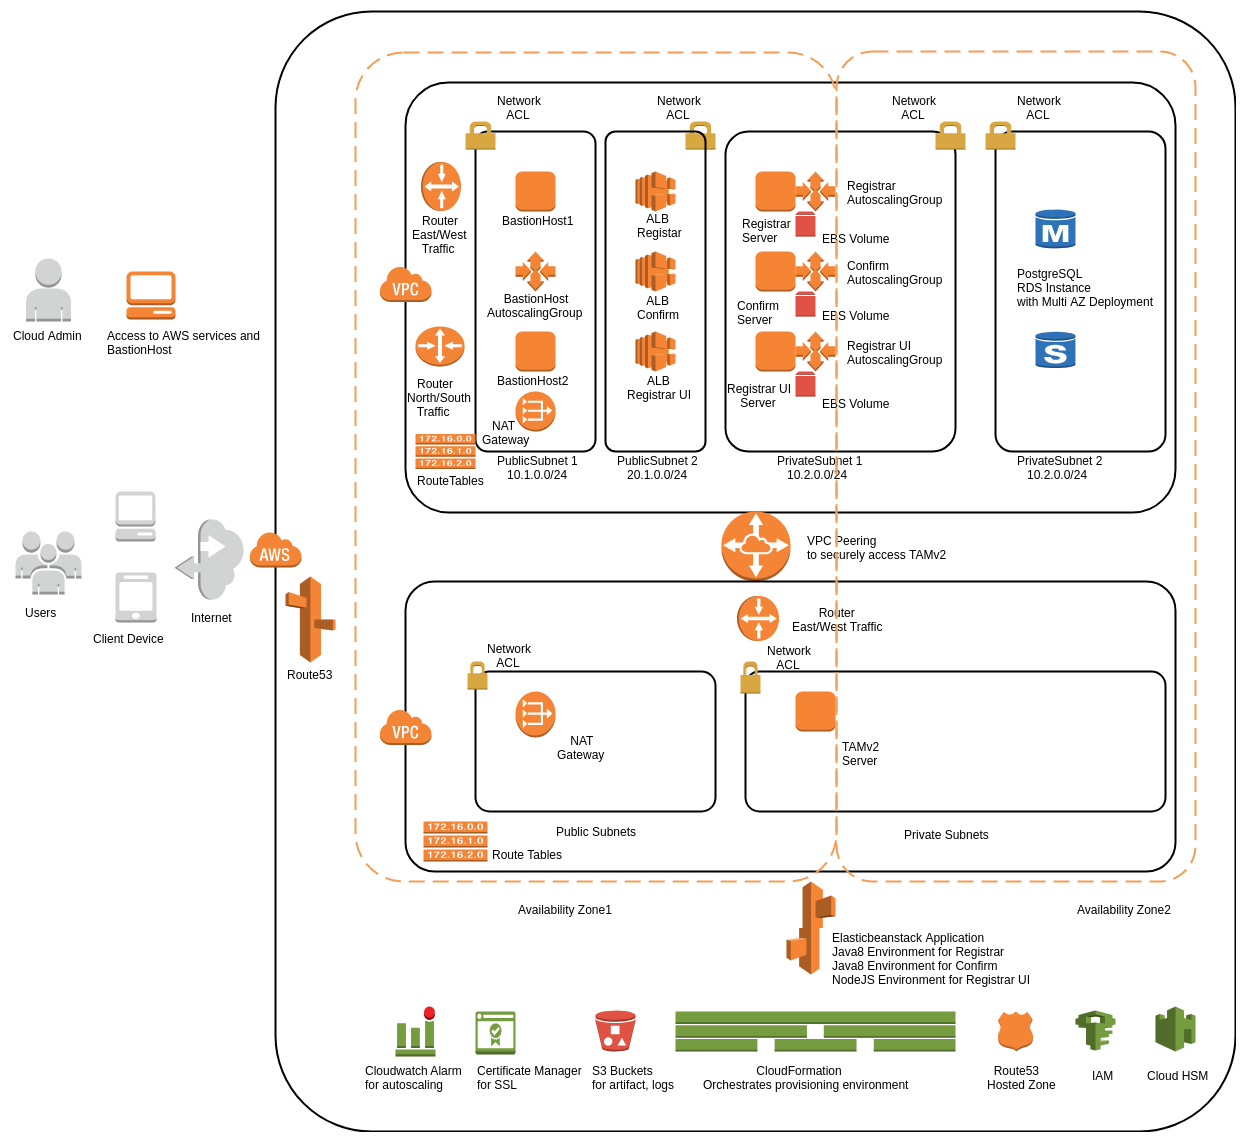 Network
ACL
Network
ACL
Network
ACL
Network
ACL
Router
East/West
Traffic
BastionHost1
BastionHost
AutoscalingGroup
BastionHost2
NAT
Gateway
ALB
Registar
ALB
Confirm
ALB
Registrar UI
Registrar
AutoscalingGroup
Registrar
Server
EBS Volume
Confirm
AutoscalingGroup
Confirm
Server
EBS Volume
Registrar UI
AutoscalingGroup
Registrar UI
Server
EBS Volume
PostgreSQL
RDS Instance
with Multi AZ Deployment
M
S
VPC
Router
North/South
Traffic
172.16.0.0
172.16.1.0
172.16.2.0
RouteTables
PublicSubnet 1
10.1.0.0/24
PublicSubnet 2
20.1.0.0/24
PrivateSubnet 1
10.2.0.0/24
PrivateSubnet 2
10.2.0.0/24
Cloud Admin
Access to AWS services and
BastionHost
Users
Client Device
Internet
AWS
Route53
VPC Peering
to securely access TAMv2
Router
East/West Traffic
Network
ACL
Network
ACL
VPC
NAT
Gateway
TAMv2
Server
172.16.0.0
172.16.1.0
172.16.2.0
Route Tables
Public Subnets
Private Subnets
Availability Zone1
Availability Zone2
Elasticbeanstack Application
Java8 Environment for Registrar
Java8 Environment for Confirm
NodeJS Environment for Registrar UI
Cloudwatch Alarm
for autoscaling
Certificate Manager
for SSL
S3 Buckets
for artifact, logs
CloudFormation
Orchestrates provisioning environment
Route53
Hosted Zone
IAM
Cloud HSM